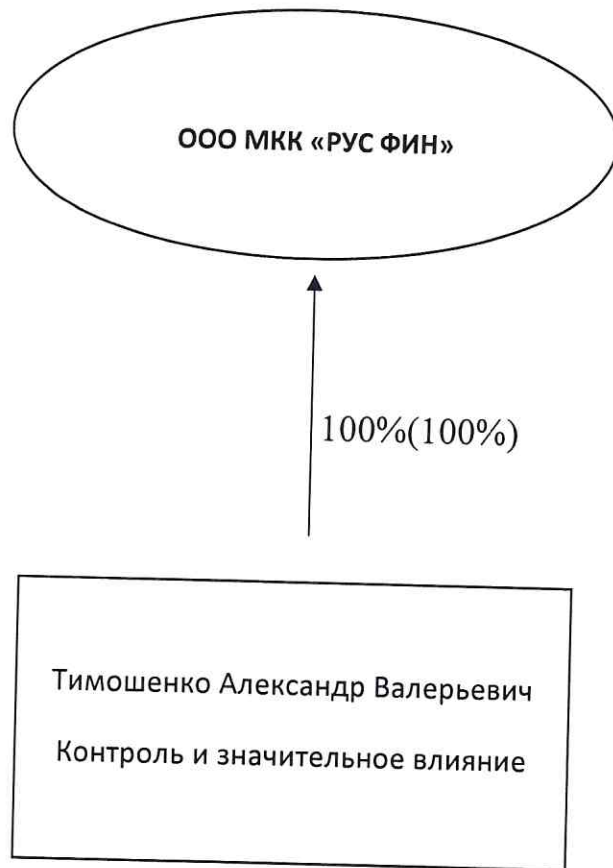 ООО МКК «РУС ФИН»
100%(100%)
Тимошенко Александр Валерьевич
Контроль и значительное влияние